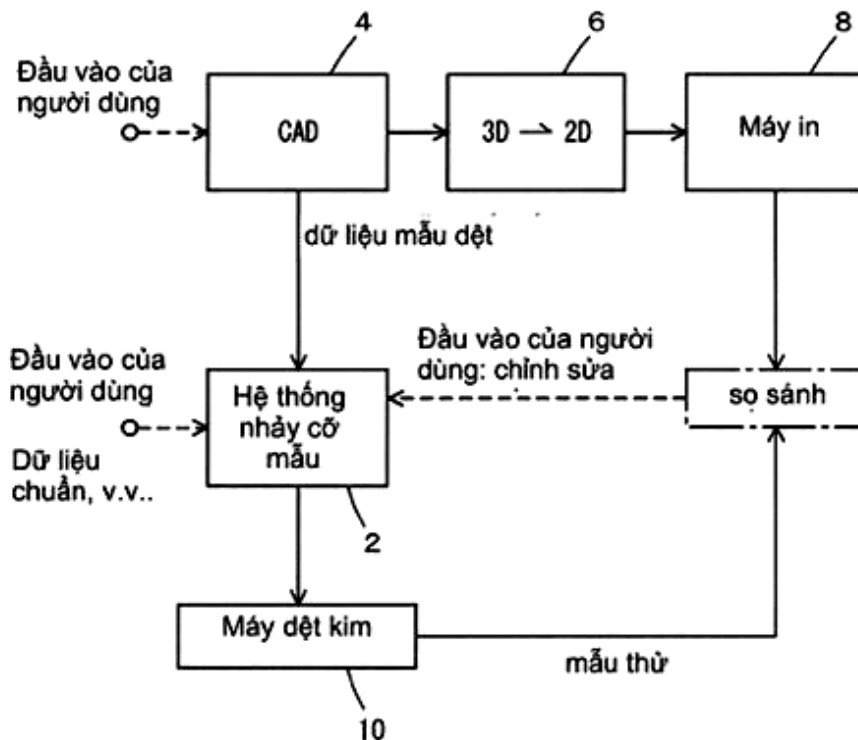 4
6
8
Đầu vào của
người dùng
CAD
3D → 2D
Máy in
dữ liệu mẫu dệt
Đầu vào của người
dùng: chỉnh sửa
Đầu vào của
người dùng
Dữ liệu
chuẩn, v.v..
Hệ thống
nhảy cỡ
mẫu
so sánh
2
Máy dệt kim
mẫu thử
10